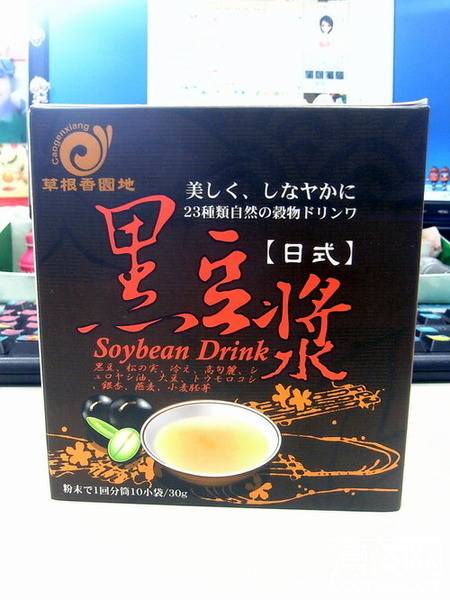 Caogenxiang
草根香園地
美しく、しなヤかに
23種類自然の穀物ドリンワ
【日式】
黑豆漿
Soybean Drink
黒豆、松の実、冷え、高句麗、シ
ュロヤシ油、大豆、トウモロコシ
、銀杏、燕麦、小麦胚芽
粉末で1回分筒10小袋/30g